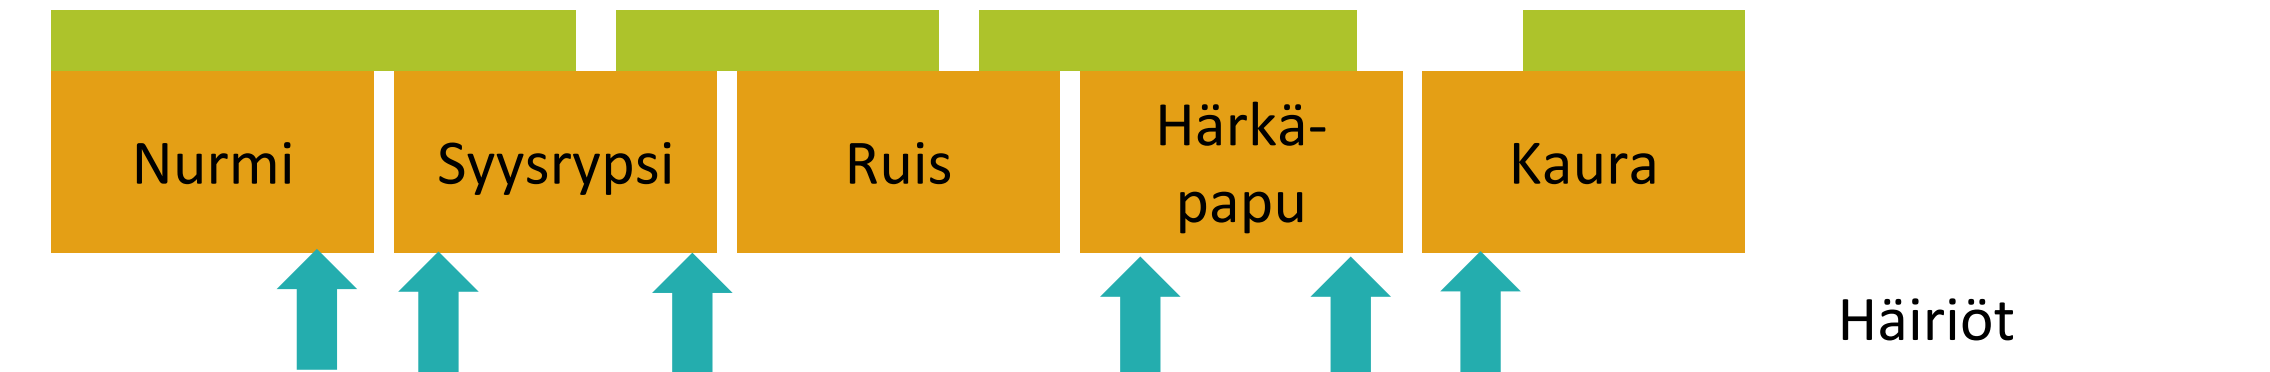 Nurmi
Syysrypsi
Ruis
Härkä-
papu
Kaura
Häiriöt